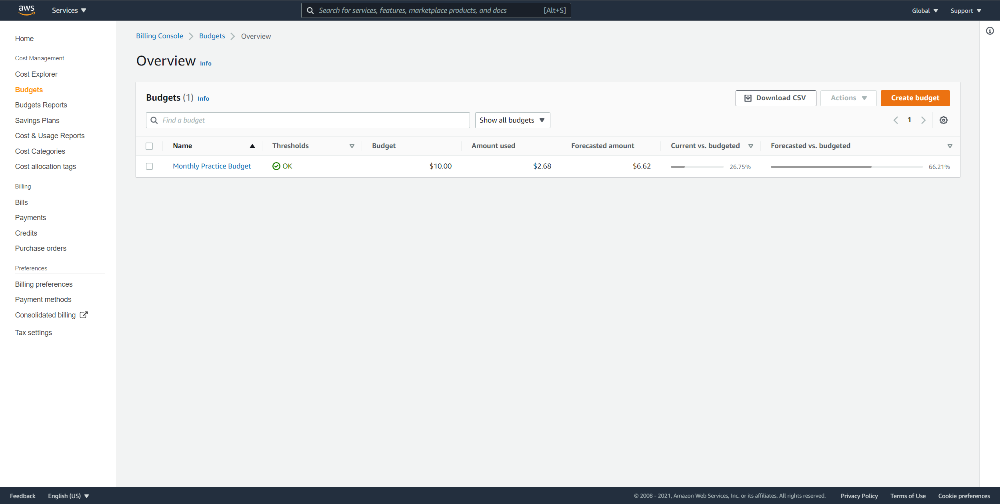 aws Services Search for services, features, marketplace products, and docs [Alt+S] Global Support
Home
Cost Management
Cost Explorer
Budgets
Budgets Reports
Savings Plans
Cost & Usage Reports
Cost Categories
Cost allocation tags
Billing
Bills
Payments
Credits
Purchase orders
Preferences
Billing preferences
Payment methods
Consolidated billing
Tax settings
Billing Console Budgets Overview
Overview Info
Budgets (1) Info Download CSV Actions Create budget
Find a budget Show all budgets 1
Name Thresholds Budget Amount used Forecasted amount Current vs. budgeted Forecasted vs. budgeted
Monthly Practice Budget OK $10.00 $2.68 $6.62 26.75% 66.21%
Feedback English (US) © 2008 - 2021, Amazon Web Services, Inc. or its affiliates. All rights reserved. Privacy Policy Terms of Use Cookie preferences